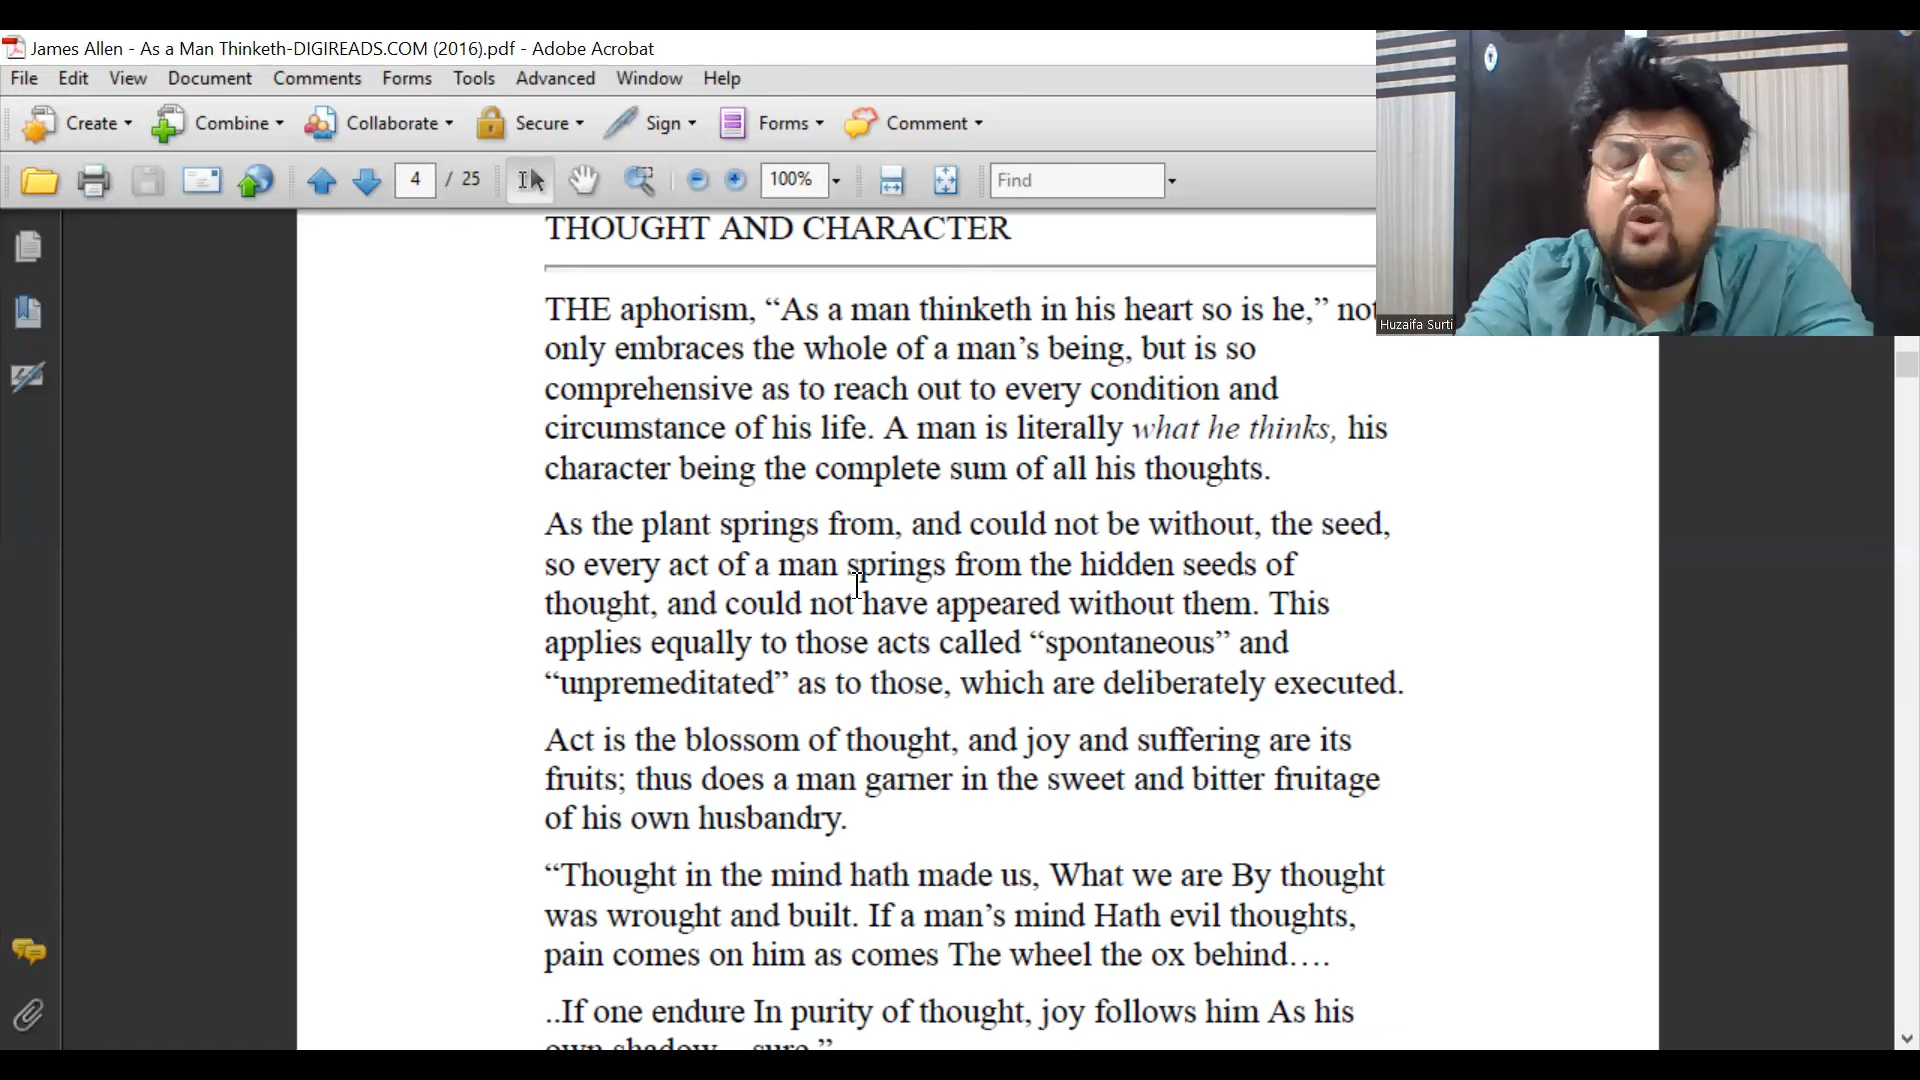 James Allen - As a Man Thinketh-DIGIREADS.COM (2016).pdf - Adobe Acrobat
File Edit View Document Comments Forms Tools Advanced Window Help
Create Combine Collaborate Secure Sign Forms Comment
4 / 25 100% Find
Huzaifa Surti
THOUGHT AND CHARACTER
THE aphorism, “As a man thinketh in his heart so is he,” not
only embraces the whole of a man’s being, but is so
comprehensive as to reach out to every condition and
circumstance of his life. A man is literally what he thinks, his
character being the complete sum of all his thoughts.
As the plant springs from, and could not be without, the seed,
so every act of a man springs from the hidden seeds of
thought, and could not have appeared without them. This
applies equally to those acts called “spontaneous” and
“unpremeditated” as to those, which are deliberately executed.
Act is the blossom of thought, and joy and suffering are its
fruits; thus does a man garner in the sweet and bitter fruitage
of his own husbandry.
“Thought in the mind hath made us, What we are By thought
was wrought and built. If a man’s mind Hath evil thoughts,
pain comes on him as comes The wheel the ox behind….
..If one endure In purity of thought, joy follows him As his
own shadow—sure.”